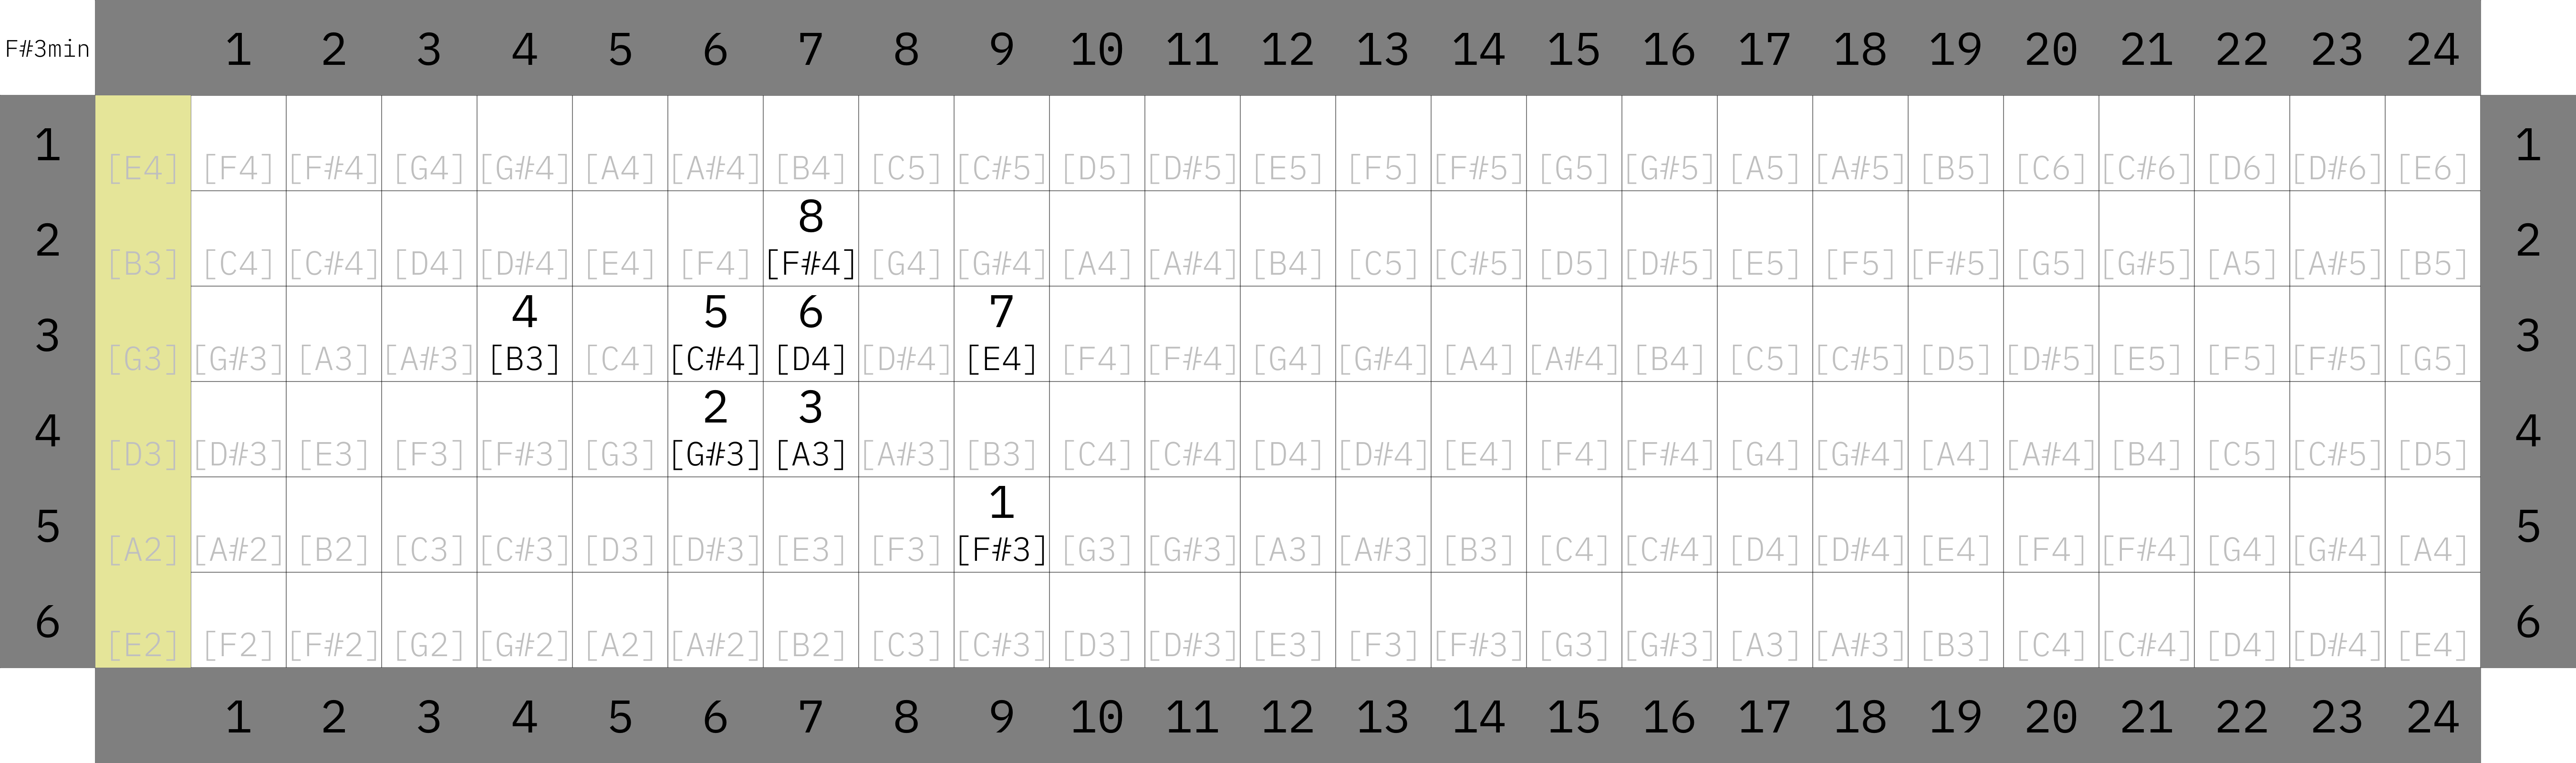 F#3min 1 2 3 4 5 6 7 8 9 10 11 12 13 14 15 16 17 18 19 20 21 22 23 24
1 [E4] [F4] [F#4] [G4] [G#4] [A4] [A#4] [B4] [C5] [C#5] [D5] [D#5] [E5] [F5] [F#5] [G5] [G#5] [A5] [A#5] [B5] [C6] [C#6] [D6] [D#6] [E6] 1
8
2 [B3] [C4] [C#4] [D4] [D#4] [E4] [F4] [F#4] [G4] [G#4] [A4] [A#4] [B4] [C5] [C#5] [D5] [D#5] [E5] [F5] [F#5] [G5] [G#5] [A5] [A#5] [B5] 2
4 5 6 7
3 [G3] [G#3] [A3] [A#3] [B3] [C4] [C#4] [D4] [D#4] [E4] [F4] [F#4] [G4] [G#4] [A4] [A#4] [B4] [C5] [C#5] [D5] [D#5] [E5] [F5] [F#5] [G5] 3
2 3
4 [D3] [D#3] [E3] [F3] [F#3] [G3] [G#3] [A3] [A#3] [B3] [C4] [C#4] [D4] [D#4] [E4] [F4] [F#4] [G4] [G#4] [A4] [A#4] [B4] [C5] [C#5] [D5] 4
1
5 [A2] [A#2] [B2] [C3] [C#3] [D3] [D#3] [E3] [F3] [F#3] [G3] [G#3] [A3] [A#3] [B3] [C4] [C#4] [D4] [D#4] [E4] [F4] [F#4] [G4] [G#4] [A4] 5
6 [E2] [F2] [F#2] [G2] [G#2] [A2] [A#2] [B2] [C3] [C#3] [D3] [D#3] [E3] [F3] [F#3] [G3] [G#3] [A3] [A#3] [B3] [C4] [C#4] [D4] [D#4] [E4] 6
1 2 3 4 5 6 7 8 9 10 11 12 13 14 15 16 17 18 19 20 21 22 23 24